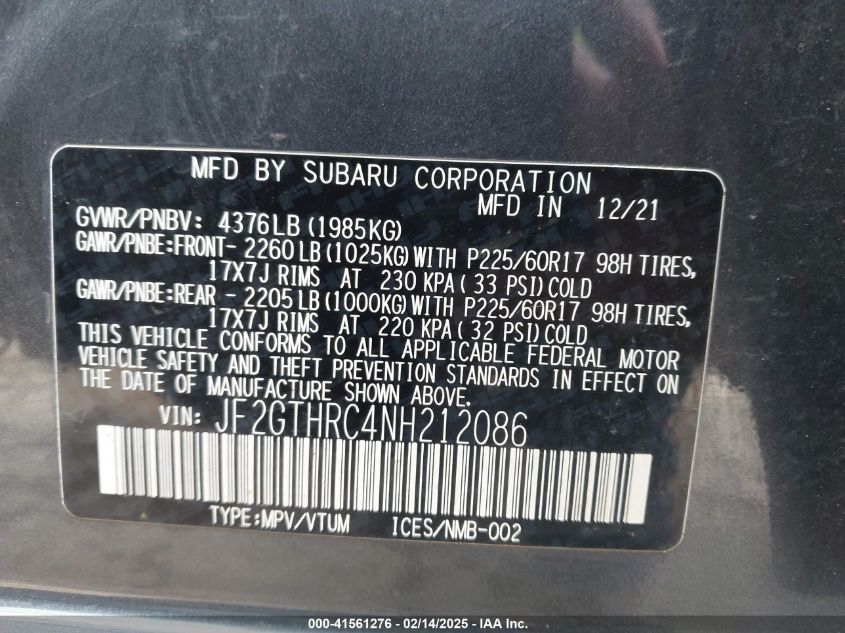 MFD BY SUBARU CORPORATION
MFD IN 12/21
GVWR/PNBV: 4376LB (1985KG)
GAWR/PNBE:FRONT- 2260LB (1025KG) WITH P225/60R17 98H TIRES,
17X7J RIMS AT 230 KPA ( 33 PSI) COLD
GAWR/PNBE:REAR - 2205LB (1000KG) WITH P225/60R17 98H TIRES,
17X7J RIMS AT 220 KPA ( 32 PSI) COLD
THIS VEHICLE CONFORMS TO ALL APPLICABLE FEDERAL MOTOR
VEHICLE SAFETY AND THEFT PREVENTION STANDARDS IN EFFECT ON
THE DATE OF MANUFACTURE SHOWN ABOVE.
VIN: JF2GTHRC4NH212086
TYPE:MPV/VTUM ICES/NMB-002
000-41561276 - 02/14/2025 - IAA Inc.